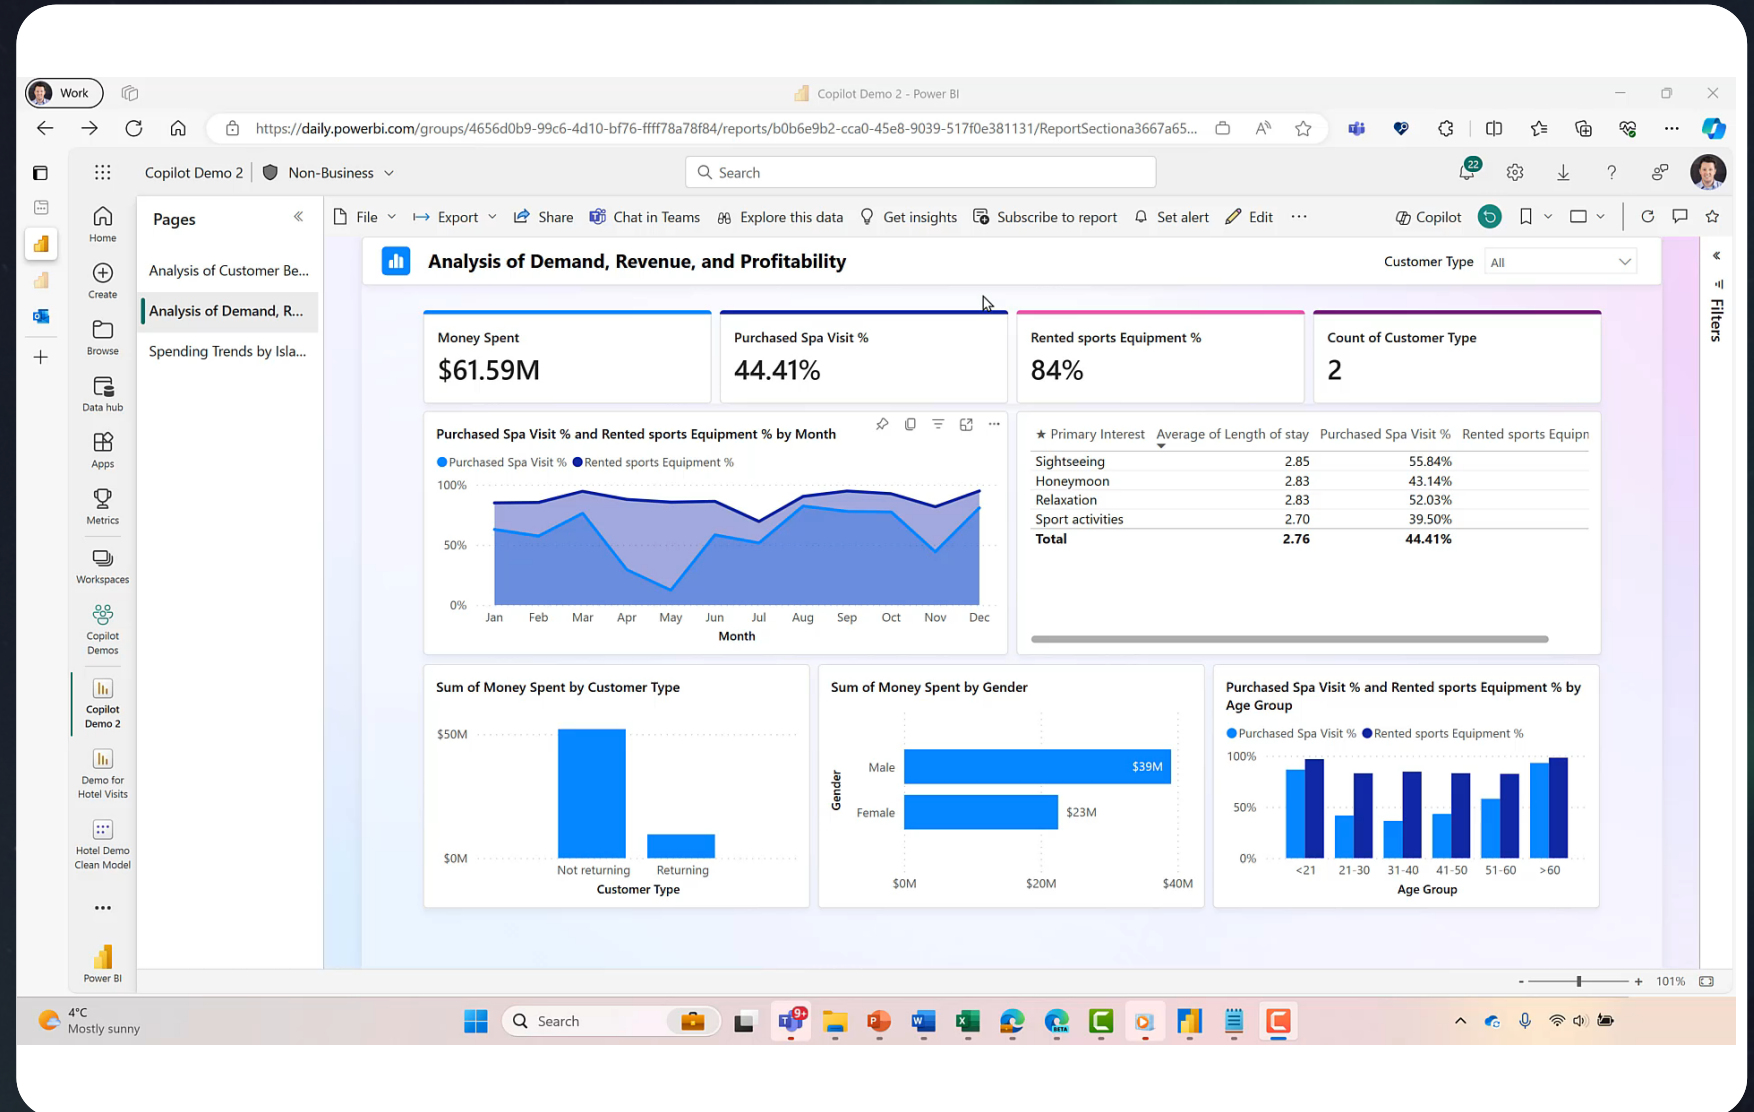 Work
Copilot Demo 2 - Power BI
https://daily.powerbi.com/groups/4656d0b9-99c6-4d10-bf76-ffff78a78f84/reports/b0b6e9b2-cca0-45e8-9039-517f0e381131/ReportSectiona3667a65...
Copilot Demo 2
Non-Business
Search
22
Pages
File
Export
Share
Chat in Teams
Explore this data
Get insights
Subscribe to report
Set alert
Edit
Copilot
Home
Create
Browse
Data hub
Apps
Metrics
Workspaces
Copilot
Demos
Copilot
Demo 2
Demo for
Hotel Visits
Hotel Demo
Clean Model
Power BI
Analysis of Customer Be...
Analysis of Demand, R...
Spending Trends by Isla...
Analysis of Demand, Revenue, and Profitability
Customer Type
All
Filters
Money Spent
$61.59M
Purchased Spa Visit %
44.41%
Rented sports Equipment %
84%
Count of Customer Type
2
Purchased Spa Visit % and Rented sports Equipment % by Month
Purchased Spa Visit % Rented sports Equipment %
100%
50%
0%
Jan Feb Mar Apr May Jun Jul Aug Sep Oct Nov Dec
Month
Primary Interest Average of Length of stay Purchased Spa Visit % Rented sports Equipn
Sightseeing 2.85 55.84%
Honeymoon 2.83 43.14%
Relaxation 2.83 52.03%
Sport activities 2.70 39.50%
Total 2.76 44.41%
Sum of Money Spent by Customer Type
$50M
$0M
Not returning Returning
Customer Type
Sum of Money Spent by Gender
Gender
Male $39M
Female $23M
$0M $20M $40M
Purchased Spa Visit % and Rented sports Equipment % by
Age Group
Purchased Spa Visit % Rented sports Equipment %
100%
50%
0%
<21 21-30 31-40 41-50 51-60 >60
Age Group
- + 101%
4°C
Mostly sunny
Search
9+
BETA